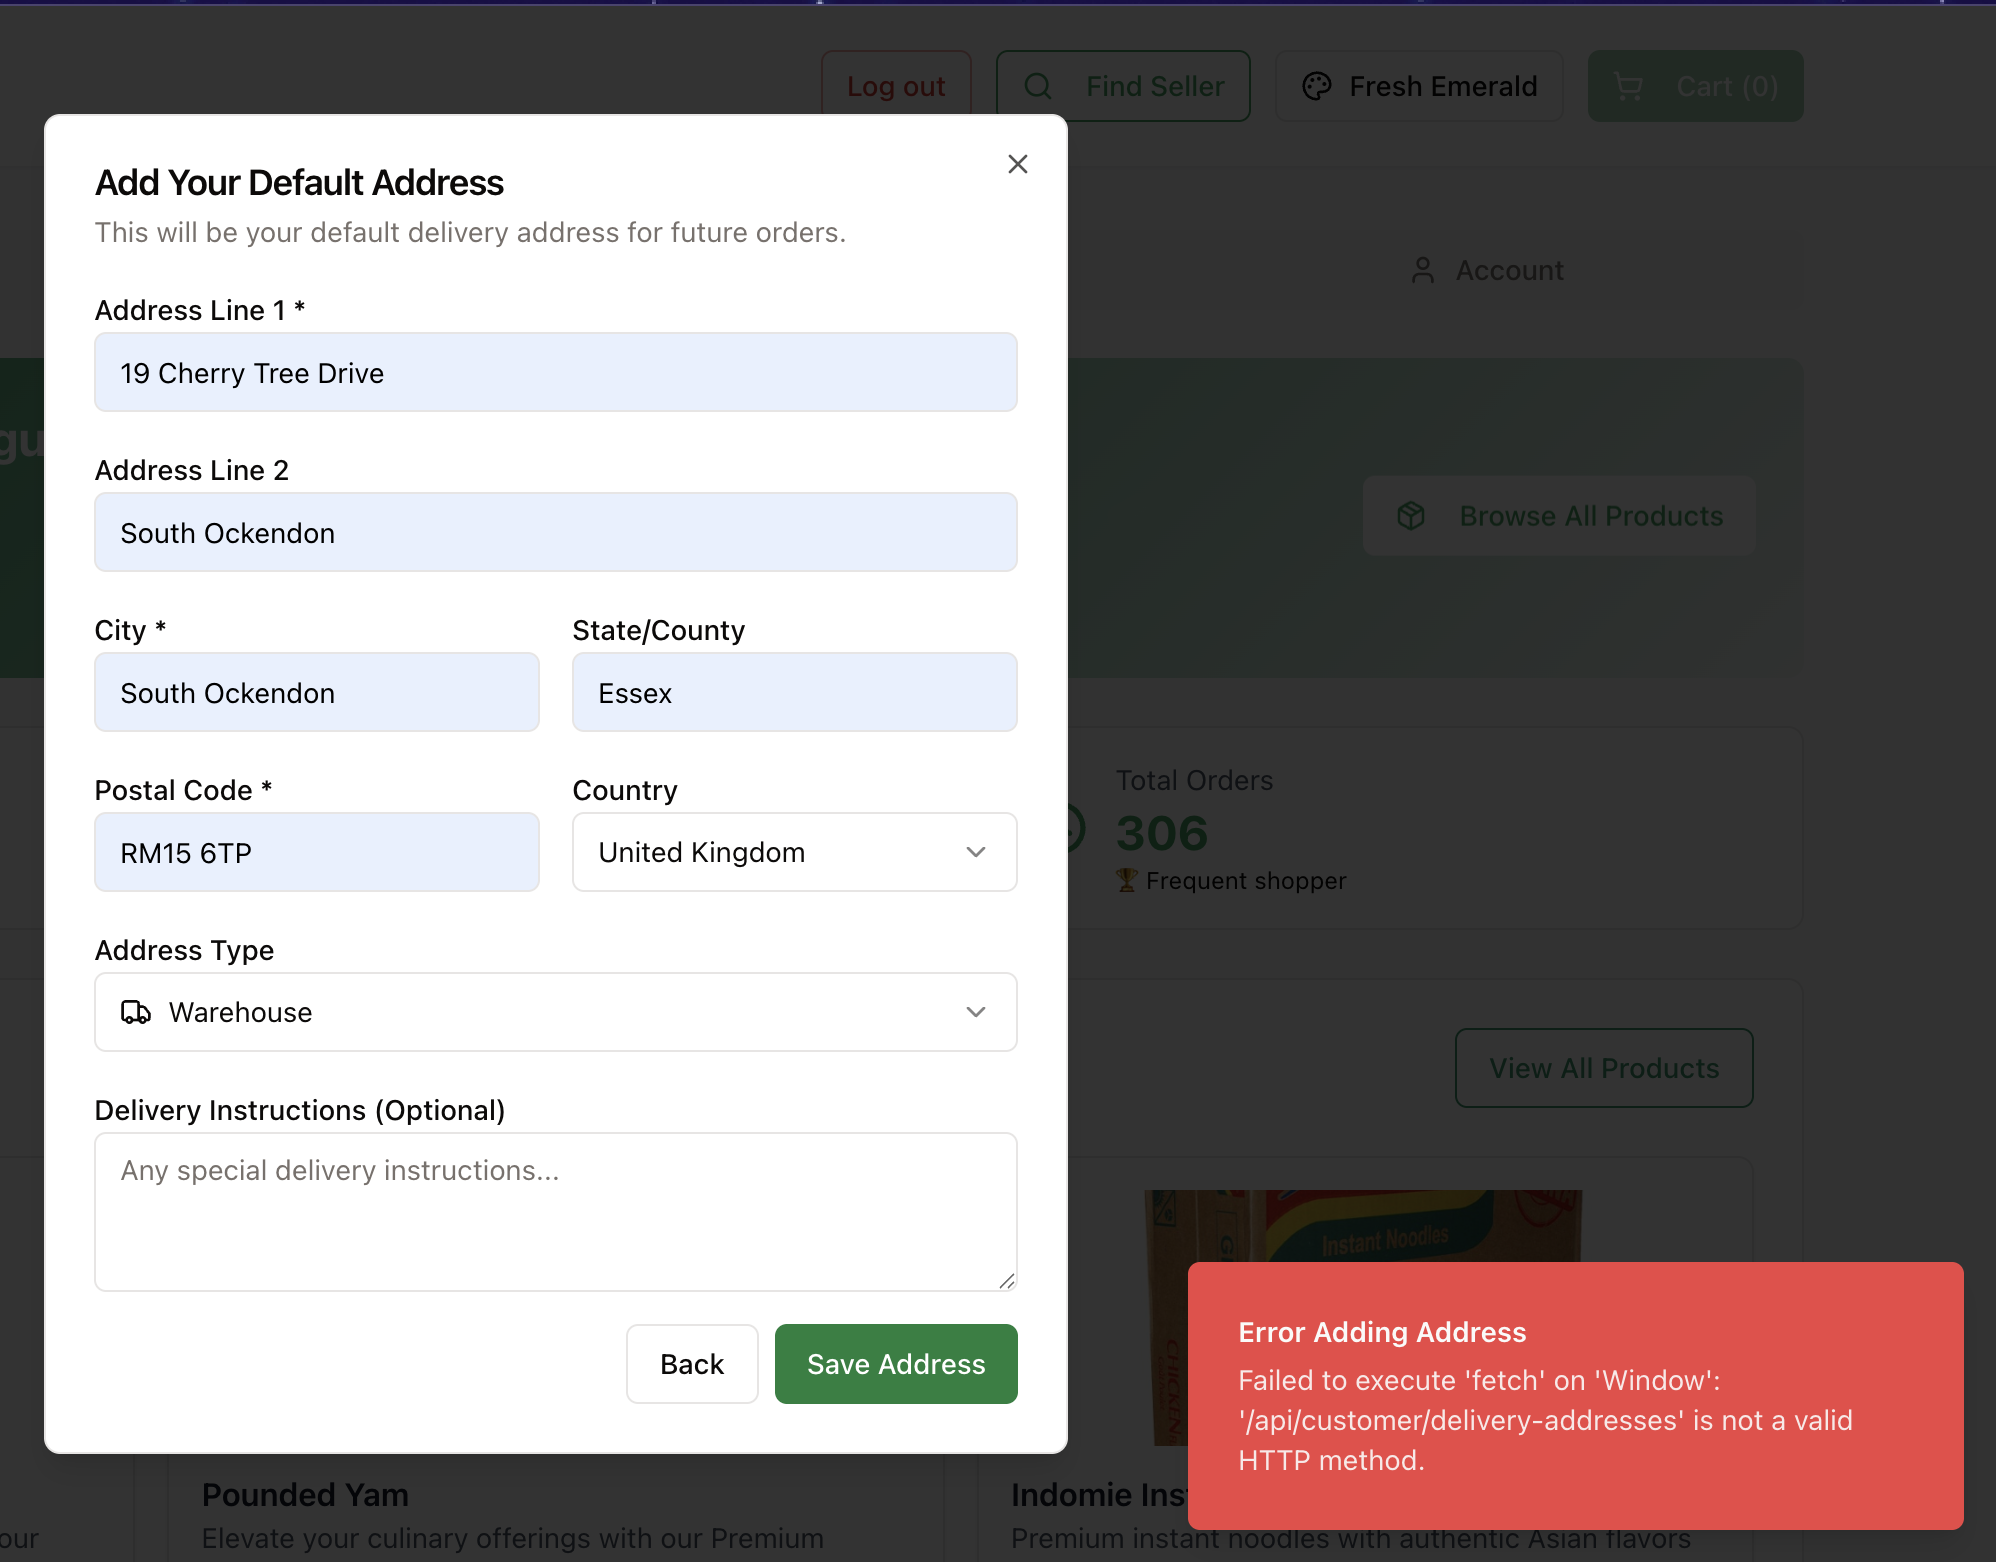 Log out
Find Seller
Fresh Emerald
Cart (0)
Add Your Default Address
This will be your default delivery address for future orders.
Account
Address Line 1 *
19 Cherry Tree Drive
gu
Address Line 2
South Ockendon
Browse All Products
City *
State/County
South Ockendon
Essex
Postal Code *
Country
RM15 6TP
United Kingdom
Total Orders
306
Frequent shopper
Address Type
Warehouse
View All Products
Delivery Instructions (Optional)
Any special delivery instructions...
Instant Noodles
CHICKEN
Back
Save Address
Error Adding Address
Failed to execute 'fetch' on 'Window':
'/api/customer/delivery-addresses' is not a valid
HTTP method.
our
Pounded Yam
Elevate your culinary offerings with our Premium
Indomie Ins
Premium instant noodles with authentic Asian flavors